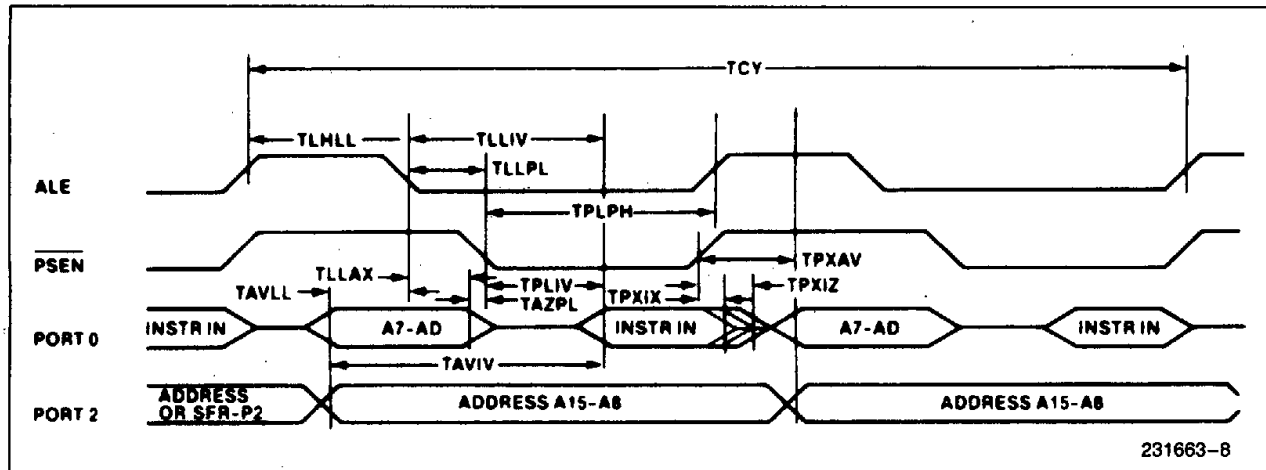 TCY
TLHLL
TLLIV
TLLPL
ALE
TPLPH
PSEN
TLLAX
TPLIV
TPXAV
TAVLL
TAZPL
TPXIX
TPXIZ
PORT 0
INSTR IN
A7-AD
INSTR IN
A7-AD
INSTR IN
TAVIV
PORT 2
ADDRESS
OR SFR-P2
ADDRESS A15-A8
ADDRESS A15-A8
231663-8